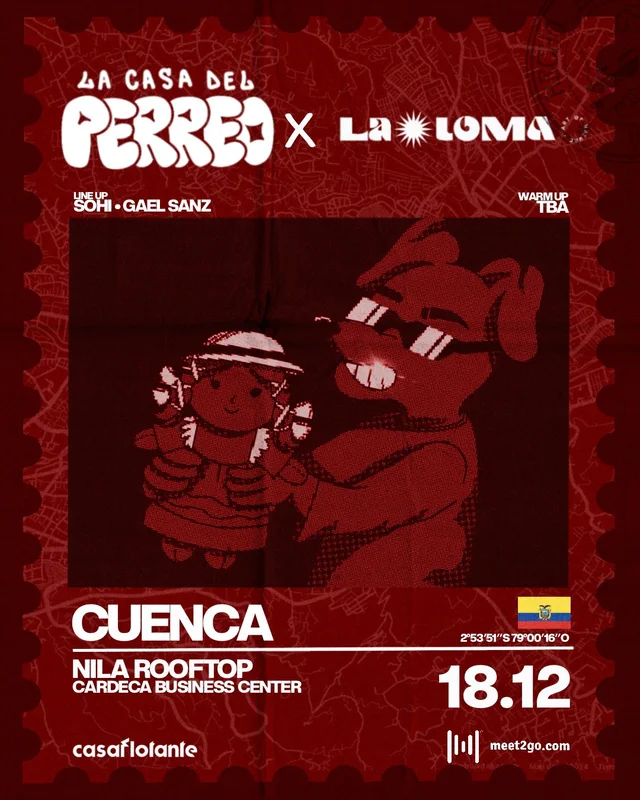 LA CASA DEL
PERREO X La LOMA
LINE UP
SOHI • GAEL SANZ
WARM UP
TBA
CUENCA
2°53'51"S 79°00'16"O
NILA ROOFTOP
CARDECA BUSINESS CENTER
18.12
casaflotante
meet2go.com